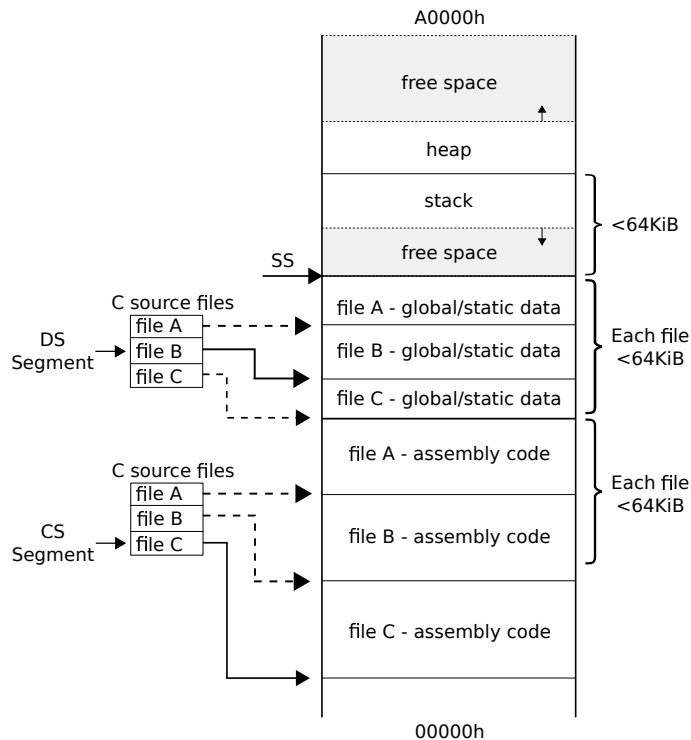 A0000h
free space
heap
stack
<64KiB
free space
SS
C source files
file A - global/static data
file A
DS
Segment
file B
file B - global/static data
Each file
<64KiB
file C
file C - global/static data
file A - assembly code
C source files
file A
Each file
<64KiB
file B
CS
Segment
file C
file B - assembly code
file C - assembly code
00000h